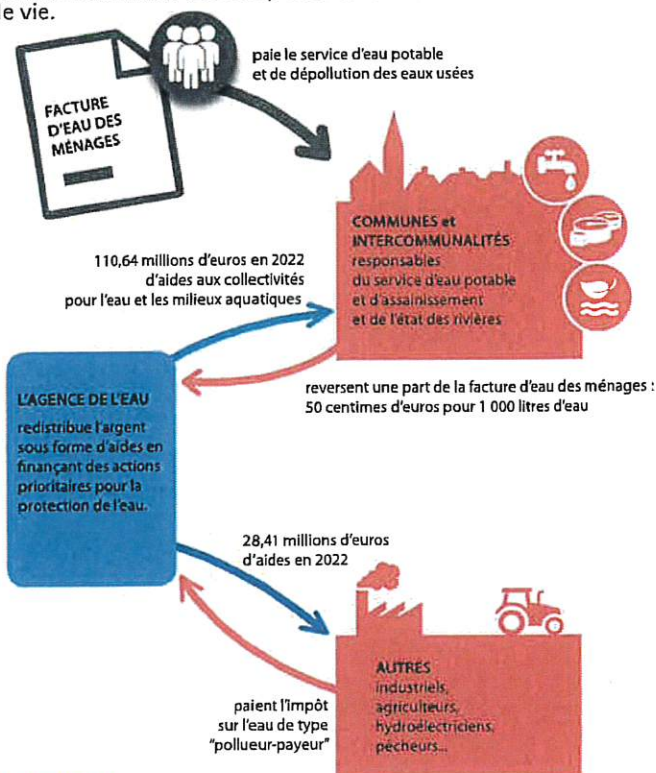 le vie.
paie le service d'eau potable
et de dépollution des eaux usées
FACTURE
D'EAU DES
MÉNAGES
COMMUNES et
INTERCOMMUNALITÉS
responsables
du service d'eau potable
et d'assainissement
et de l'état des rivières
110,64 millions d'euros en 2022
d'aides aux collectivités
pour l'eau et les milieux aquatiques
reversent une part de la facture d'eau des ménages :
50 centimes d'euros pour 1 000 litres d'eau
L'AGENCE DE L'EAU
redistribue l'argent
sous forme d'aides en
finançant des actions
prioritaires pour la
protection de l'eau.
28,41 millions d'euros
d'aides en 2022
paient l'impôt
sur l'eau de type
"pollueur-payeur"
AUTRES
industriels,
agriculteurs,
hydroélectriciens,
pêcheurs...